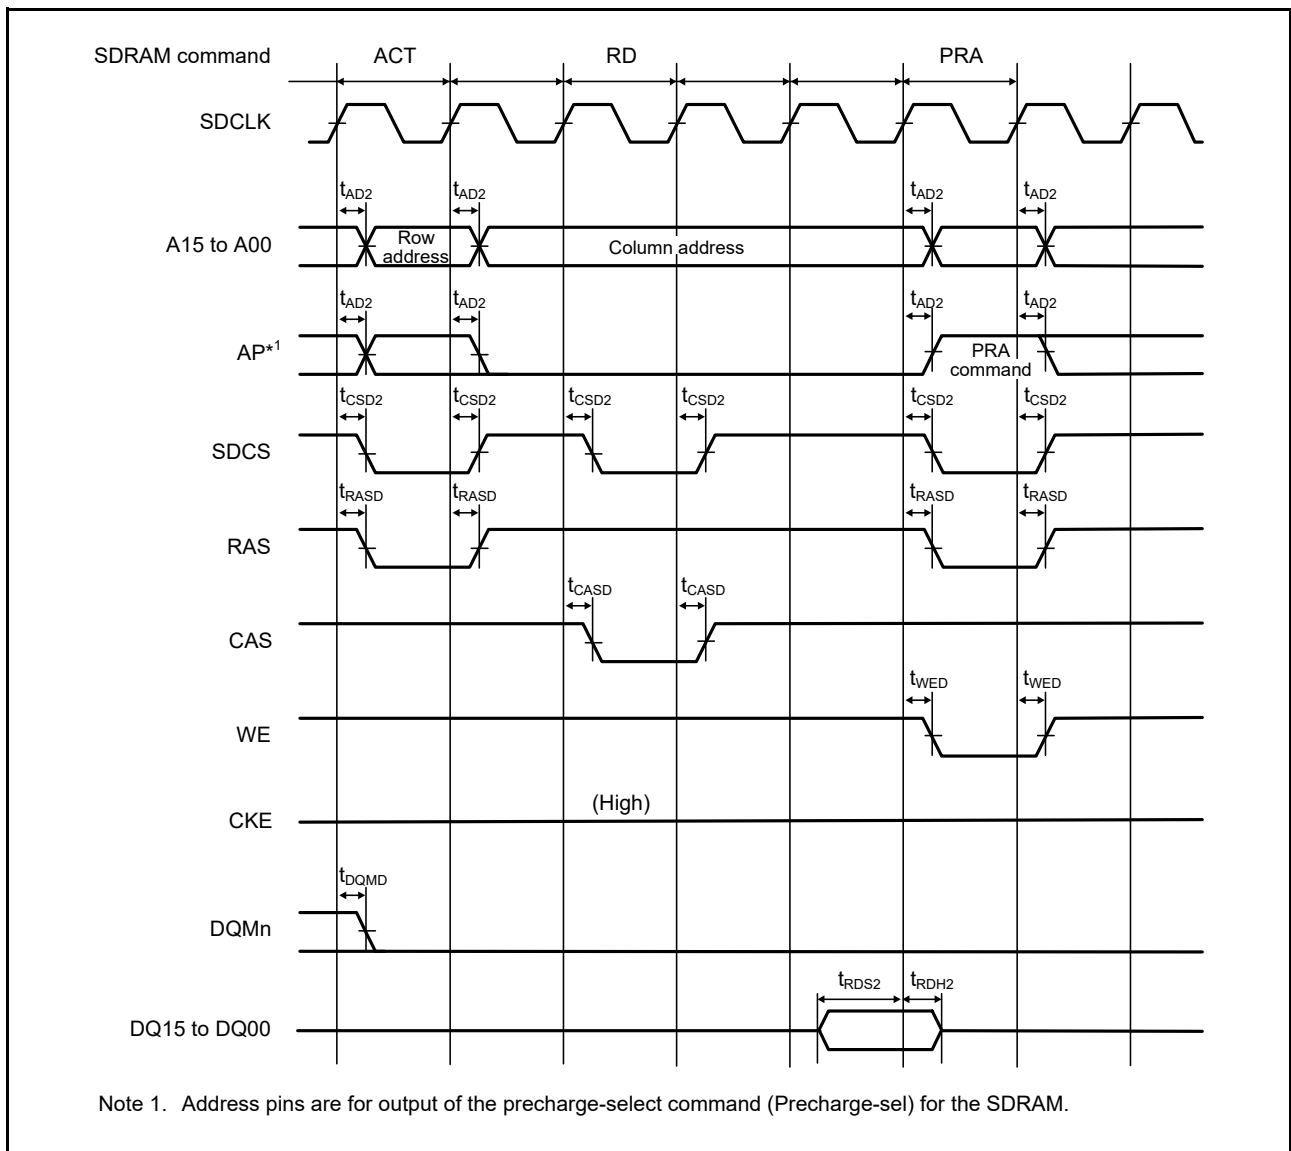 SDRAM command ACT RD PRA
SDCLK
tAD2 tAD2 tAD2 tAD2
A15 to A00
Row
address
Column address
tAD2 tAD2 tAD2 tAD2
AP*1
PRA
command
tCSD2 tCSD2 tCSD2 tCSD2 tCSD2 tCSD2
SDCS
tRASD tRASD tRASD tRASD
RAS
tCASD tCASD
CAS
tWED tWED
WE
(High)
CKE
tDQMD
DQMn
tRDS2 tRDH2
DQ15 to DQ00
Note 1. Address pins are for output of the precharge-select command (Precharge-sel) for the SDRAM.